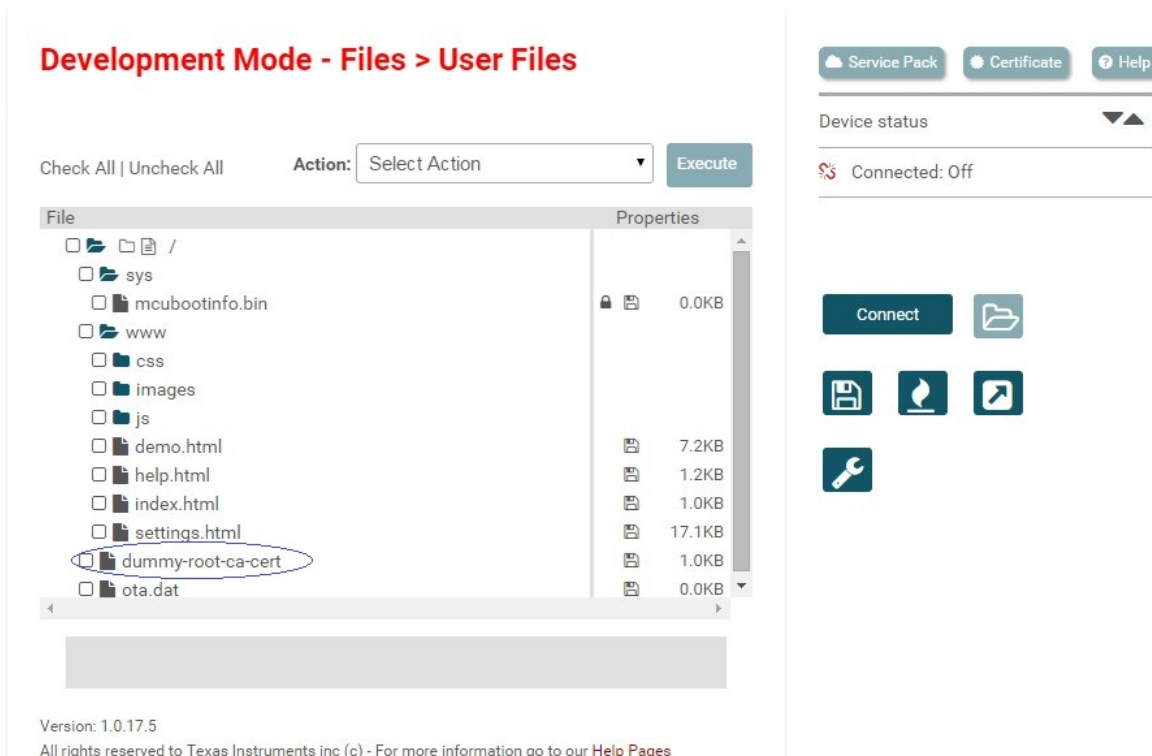 Development Mode - Files > User Files
Service Pack
Certificate
Help
Device status
Check All | Uncheck All
Action:
Select Action
Execute
Connected: Off
File
Properties
/
sys
mcubootinfo.bin
0.0KB
Connect
www
css
images
js
demo.html
7.2KB
help.html
1.2KB
index.html
1.0KB
settings.html
17.1KB
dummy-root-ca-cert
1.0KB
ota.dat
0.0KB
Version: 1.0.17.5
All rights reserved to Texas Instruments inc (c) - For more information go to our Help Pages